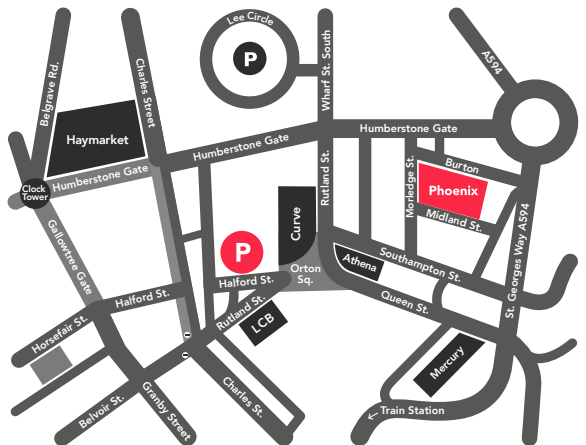 Lee Circle
P
A594
Belgrave Rd.
Charles Street
Wharf St. South
Haymarket
Humberstone Gate
Humberstone Gate
Humberstone Gate
Burton
Phoenix
Clock
Tower
Rutland St.
Morledge St.
Midland St.
Gallowtree Gate
Curve
P
St. Georges Way A594
Athena
Southampton St.
Orton
Sq.
Halford St.
Halford St.
Queen St.
Rutland St.
LCB
Horsefair St.
Mercury
Belvoir St.
Granby Street
Charles St.
← Train Station